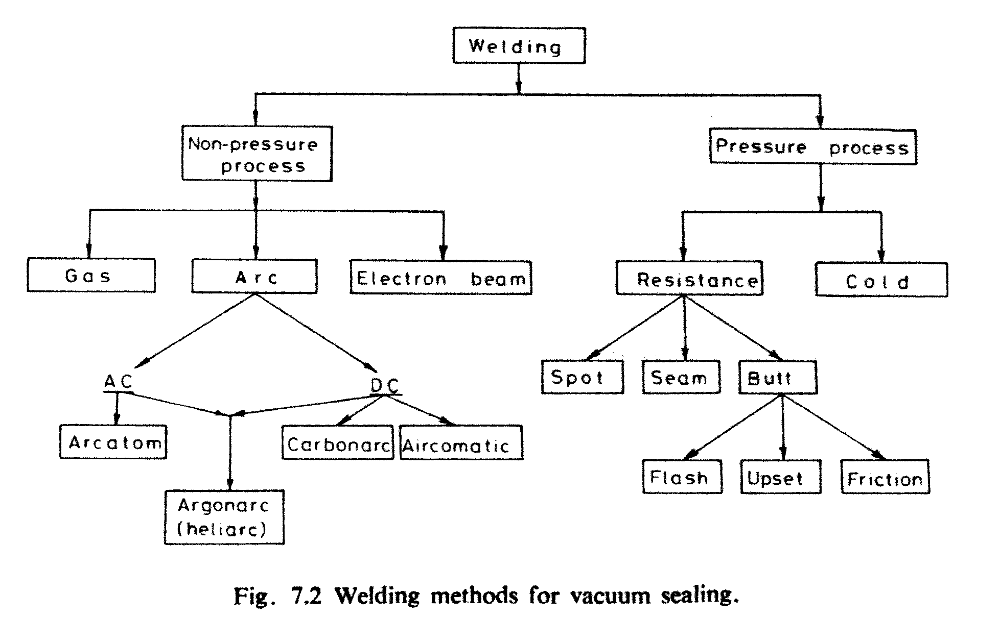 Welding
Non-pressure
process
Pressure process
Gas
Arc
Electron beam
Resistance
Cold
AC
DC
Spot
Seam
Butt
Arcatom
Carbonarc
Aircomatic
Flash
Upset
Friction
Argonarc
(heliarc)
Fig. 7.2 Welding methods for vacuum sealing.